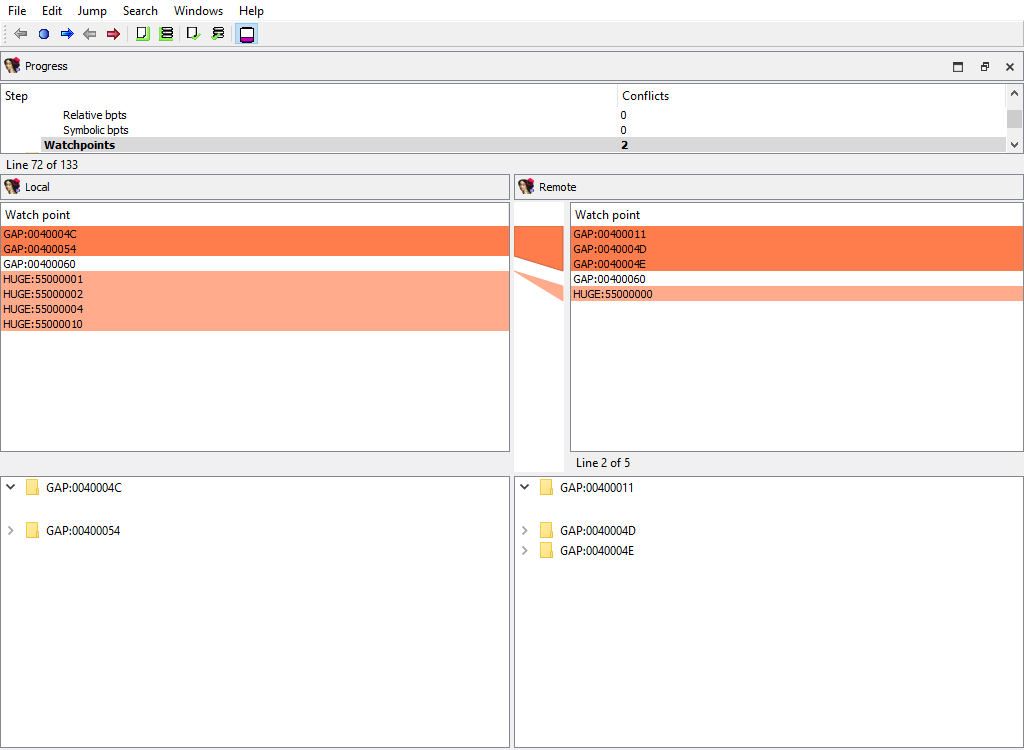 File Edit Jump Search Windows Help
Progress
Step Conflicts
Relative bpts 0
Symbolic bpts 0
Watchpoints 2
Line 72 of 133
Local Remote
Watch point Watch point
GAP:0040004C GAP:00400011
GAP:00400054 GAP:0040004D
GAP:00400060 GAP:0040004E
HUGE:55000001 GAP:00400060
HUGE:55000002 HUGE:55000000
HUGE:55000004
HUGE:55000010
Line 2 of 5
GAP:0040004C GAP:00400011
GAP:00400054 GAP:0040004D
GAP:0040004E